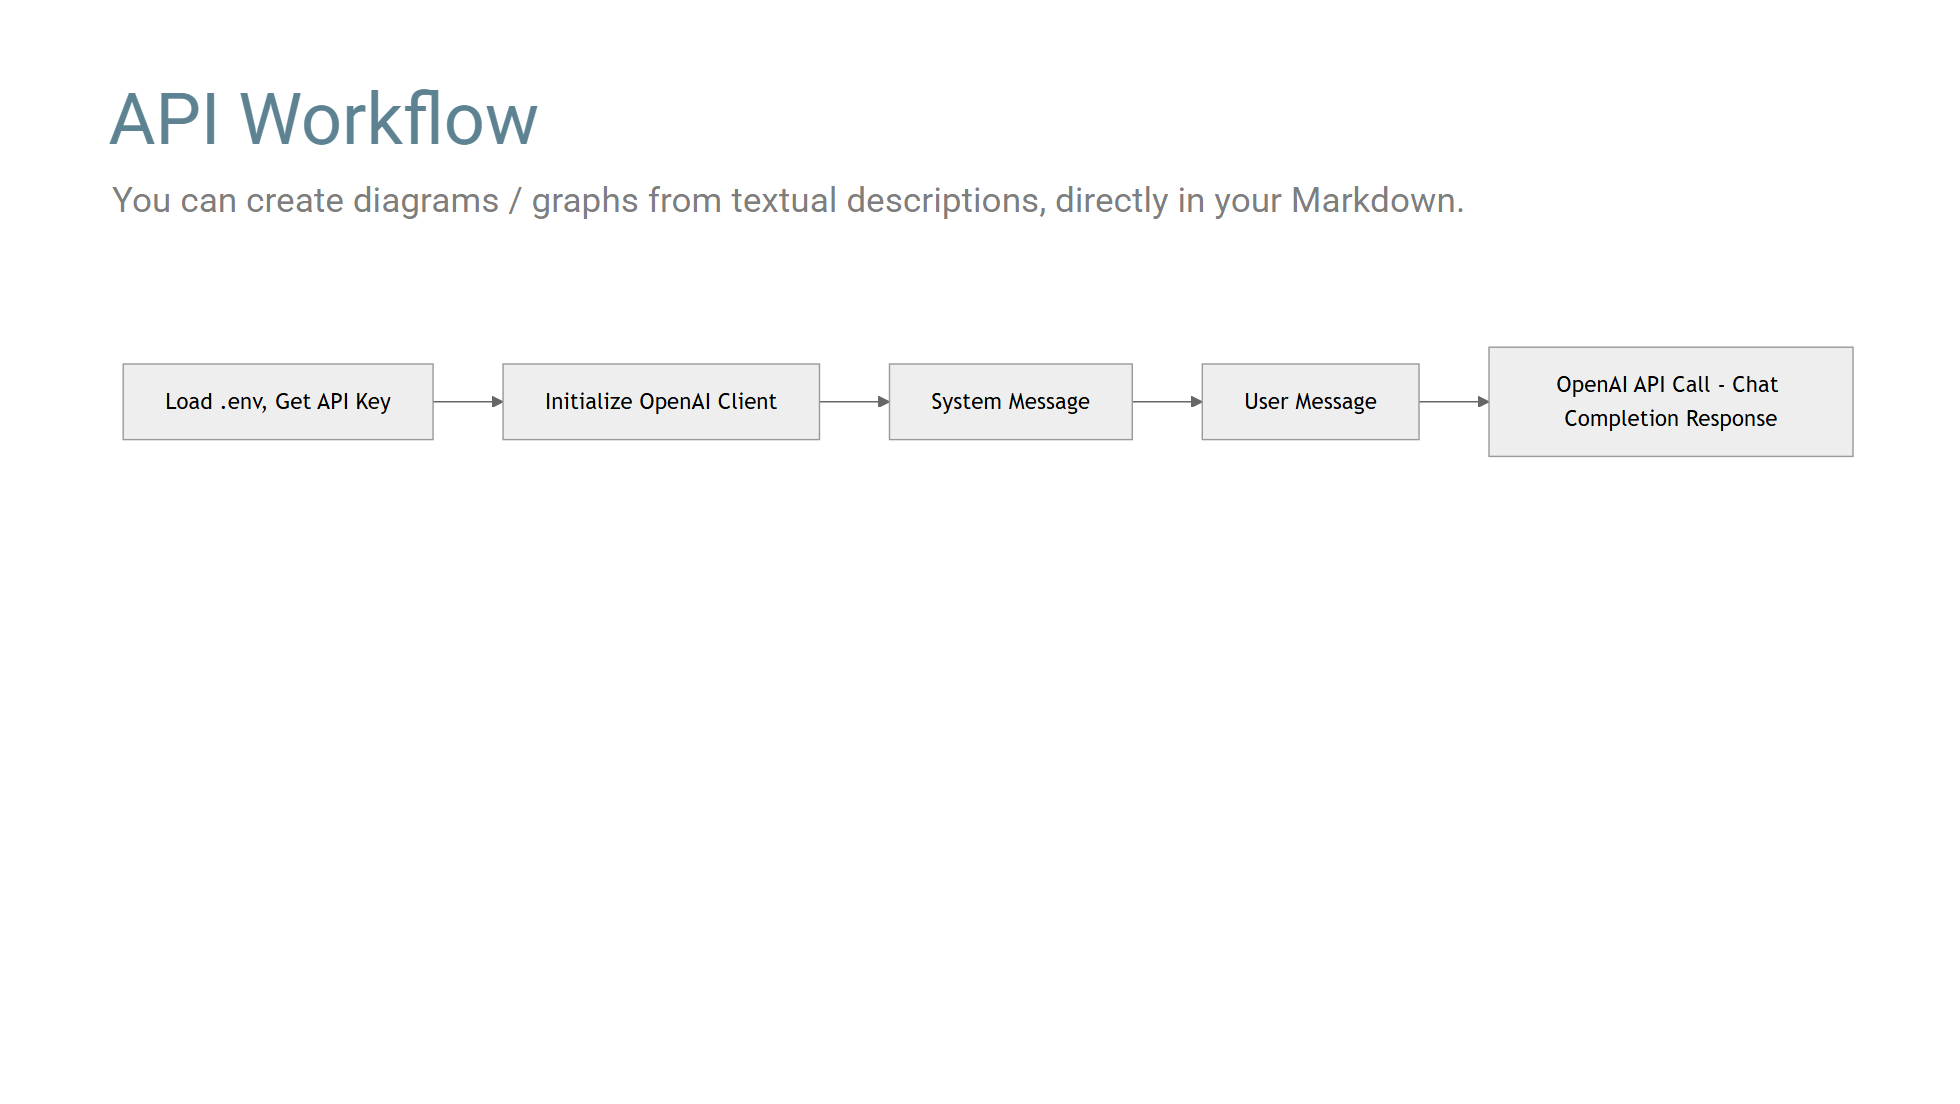 API Workflow
You can create diagrams / graphs from textual descriptions, directly in your Markdown.
Load .env, Get API Key
Initialize OpenAI Client
System Message
User Message
OpenAI API Call - Chat
Completion Response